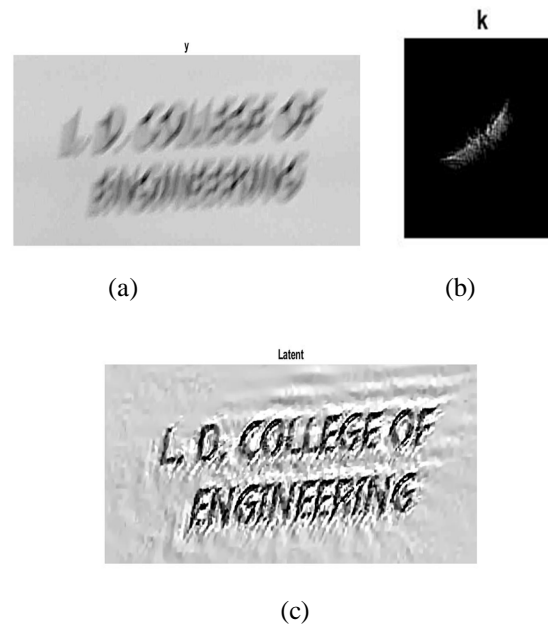 y
k
L. D. COLLEGE OF
ENGINEERING
(a)
(b)
Latent
L. D. COLLEGE OF
ENGINEERING
(c)